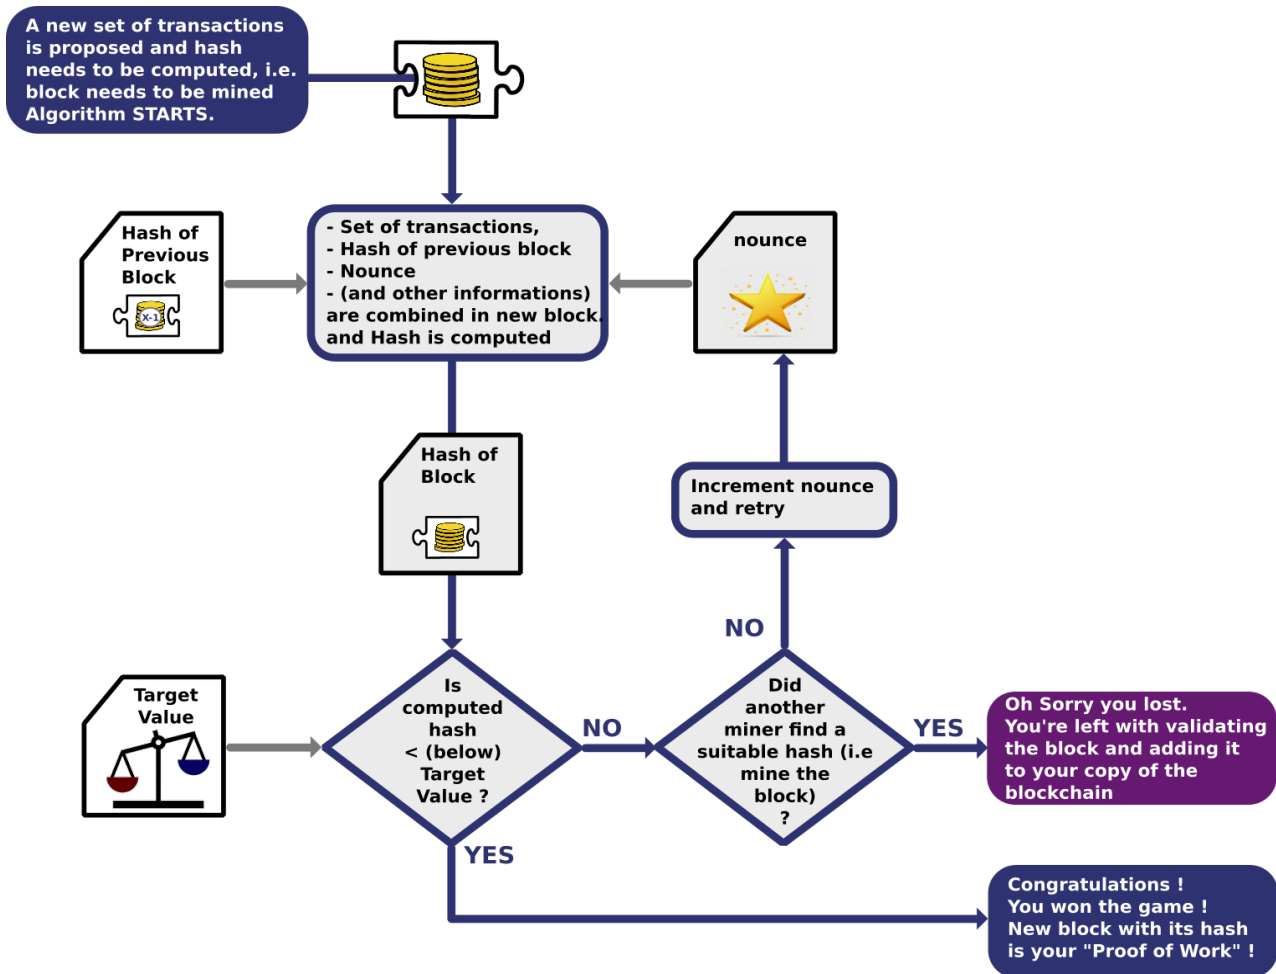 A new set of transactions
is proposed and hash
needs to be computed, i.e.
block needs to be mined
Algorithm STARTS.
Hash of
Previous
Block
X-1
- Set of transactions,
- Hash of previous block
- Nounce
- (and other informations)
are combined in new block.
and Hash is computed
nounce
Hash of
Block
Increment nounce
and retry
Target
Value
Is
computed
hash
< (below)
Target
Value ?
NO
Did
another
miner find a
suitable hash (i.e
mine the
block)
?
NO
YES
Oh Sorry you lost.
You're left with validating
the block and adding it
to your copy of the
blockchain
YES
Congratulations !
You won the game !
New block with its hash
is your "Proof of Work" !